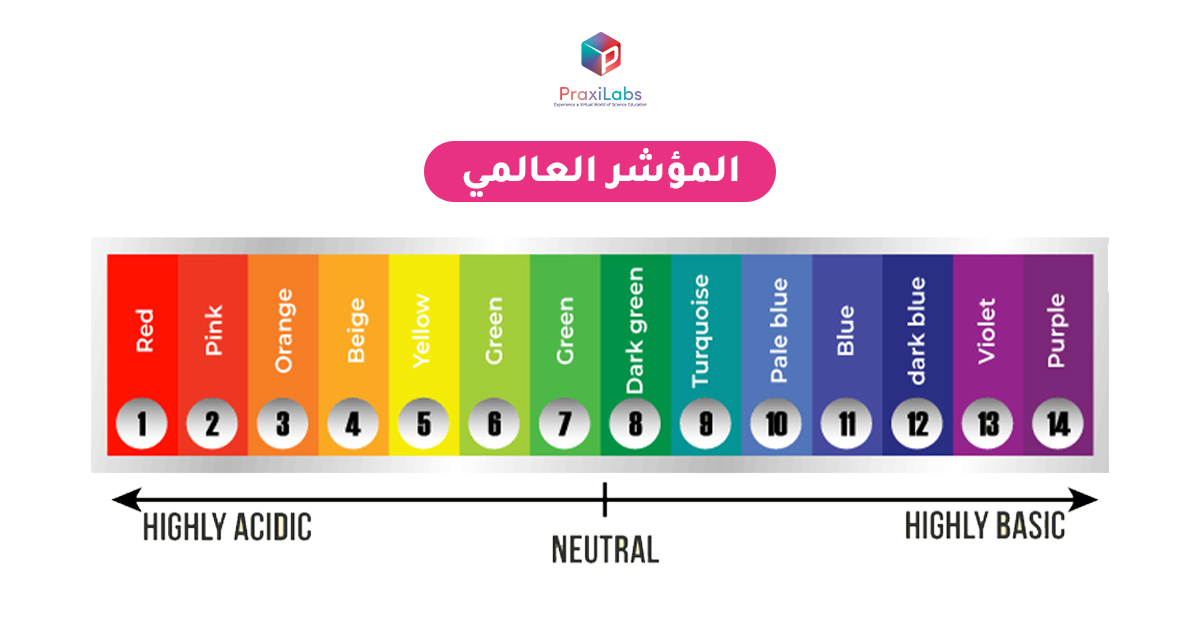 PraxiLabs
Experience a Virtual World of Science Education
المؤشر العالمي
Red
Pink
Orange
Beige
Yellow
Green
Green
Dark green
Turquoise
Pale blue
Blue
dark blue
Violet
Purple
1 2 3 4 5 6 7 8 9 10 11 12 13 14
HIGHLY ACIDIC
NEUTRAL
HIGHLY BASIC